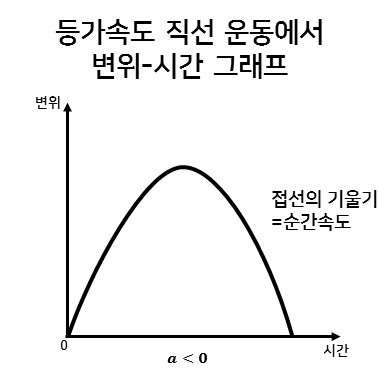 등가속도 직선 운동에서
변위-시간 그래프
변위
접선의 기울기
=순간속도
0
시간
a < 0